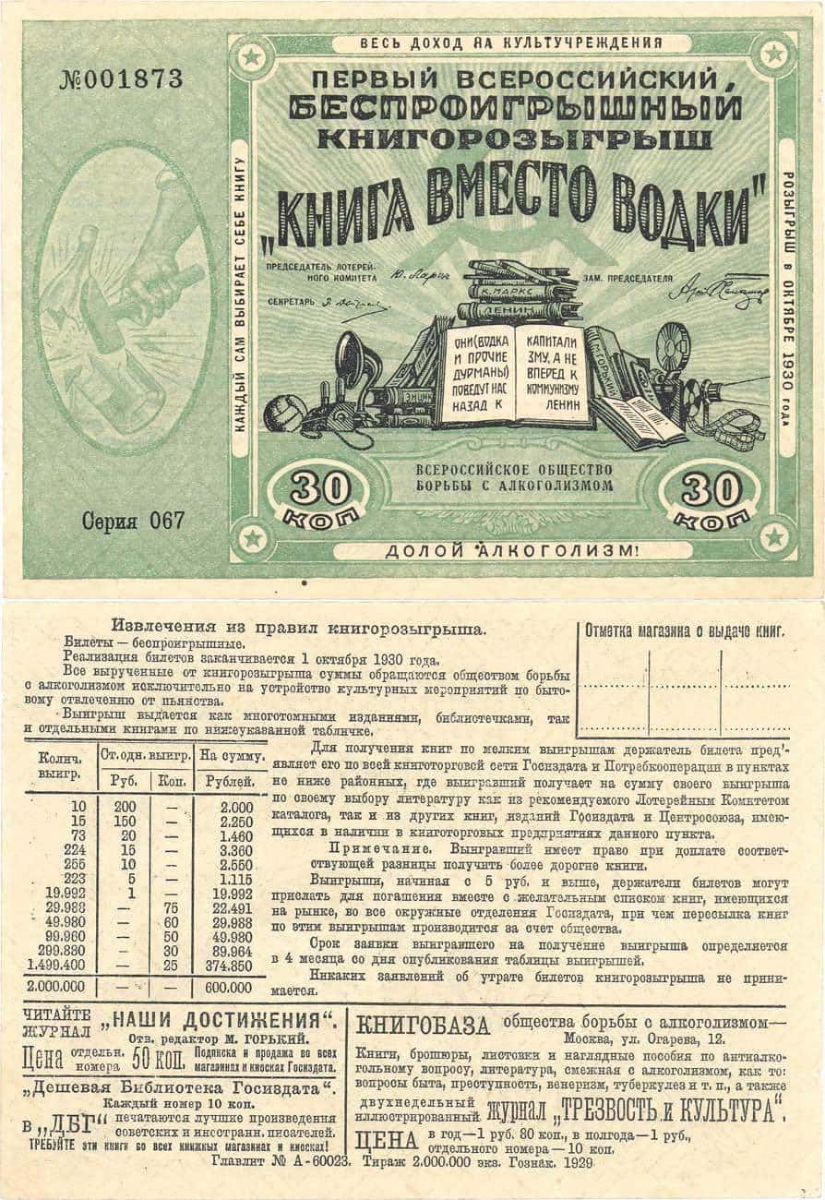 ВЕСЬ ДОХОД НА КУЛЬТУЧРЕЖДЕНИЯ
№001873
ПЕРВЫЙ ВСЕРОССИЙСКИЙ
БЕСПРОИГРЫШНЫЙ
КНИГОРОЗЫГРЫШ
„КНИГА ВМЕСТО ВОДКИ"
КАЖДЫЙ САМ ВЫБИРАЕТ СЕБЕ КНИГУ
РОЗЫГРЫШ в ОКТЯБРЕ 1930 года
ПРЕДСЕДАТЕЛЬ ЛОТЕРЕЙ-
НОГО КОМИТЕТА Ю. Ларин
ЗАМ. ПРЕДСЕДАТЕЛЯ
СЕКРЕТАРЬ
К. МАРКС
ЛЕНИН
ОНИ (ВОДКА
И ПРОЧИЕ
ДУРМАНЫ)
ПОВЕДУТ НАС
НАЗАД К
КАПИТАЛИ
ЗМУ, А НЕ
ВПЕРЕД К
КОММУНИЗМУ
ЛЕНИН
М. ГОРЬКИЙ
30
КОП
ВСЕРОССИЙСКОЕ ОБЩЕСТВО
БОРЬБЫ С АЛКОГОЛИЗМОМ
30
КОП
Серия 067
ДОЛОЙ АЛКОГОЛИЗМ!
Извлечения из правил книгорозыгрыша.
Билеты — беспроигрышные.
Реализация билетов заканчивается 1 октября 1930 года.
Все вырученные от книгорозыгрыша суммы обращаются обществом борьбы
с алкоголизмом исключительно на устройство культурных мероприятий по быто-
вому отвлечению от пьянства.
Выигрыш выдается как многотомными изданиями, библиотечками, так
и отдельными книгами по нижеуказанной табличке.
Отметка магазина о выдаче книг.
Колич. выигр. Ст. одн. выигр. На сумму.
Руб. Коп. Рублей.
10 200 — 2.000
15 150 — 2.250
73 20 — 1.460
224 15 — 3.360
255 10 — 2.550
223 5 — 1.115
19.992 1 — 19.992
29.988 — 75 22.491
49.980 — 60 29.988
99.960 — 50 49.980
299.880 — 30 89.964
1.499.400 — 25 374.850
2.000.000 — — 600.000
Для получения книг по мелким выигрышам держатель билета пред'-
являет его по всей книготорговой сети Госиздата и Потребкооперации в пунктах
не ниже районных, где выигравший получает на сумму своего выигрыша
по своему выбору литературу как из рекомендуемого Лотерейным Комитетом
каталога, так и из других книг, изданий Госиздата и Центросоюза, имею-
щихся в наличии в книготорговых предприятиях данного пункта.
Примечание. Выигравший имеет право при доплате соответ-
ствующей разницы получить более дорогие книги.
Выигрыши, начиная с 5 руб. и выше, держатели билетов могут
прислать для погашения вместе с желательным списком книг, имеющихся
на рынке, во все окружные отделения Госиздата, при чем пересылка книг
по этим выигрышам производится за счет общества.
Срок заявки выигравшего на получение выигрыша определяется
в 4 месяца со дня опубликования таблицы выигрышей.
Никаких заявлений об утрате билетов книгорозыгрыша не прини-
мается.
ЧИТАЙТЕ
ЖУРНАЛ „НАШИ ДОСТИЖЕНИЯ".
Отв. редактор М. ГОРЬКИЙ.
Цена отдельн. номера 50 коп. Подписка и продажа во всех
магазинах и киосках Госиздата.
„Дешевая Библиотека Госиздата".
Каждый номер 10 коп.
в „ДБГ" печатаются лучшие произведения
советских и иностранн. писателей.
ТРЕБУЙТЕ эти книги во всех книжных магазинах и киосках!
КНИГОБАЗА общества борьбы с алкоголизмом—
Москва, ул. Огарева, 12.
Книги, брошюры, листовки и наглядные пособия по антиалко-
гольному вопросу, литература, смежная с алкоголизмом, как то:
вопросы быта, преступность, венеризм, туберкулез и т. п., а также
двухнедельный
иллюстрированный журнал „ТРЕЗВОСТЬ и КУЛЬТУРА".
ЦЕНА в год—1 руб. 80 коп., в полгода—1 руб.,
отдельного номера—10 коп.
Главлит № А-60023. Тираж 2.000.000 экз. Гознак. 1929